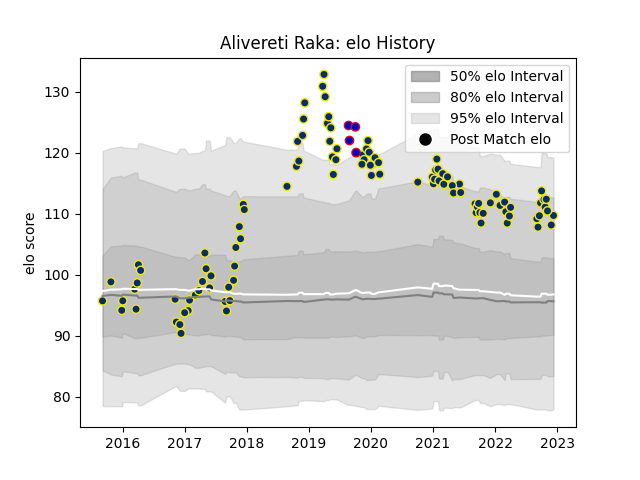 Alivereti Raka: elo History
50% elo Interval
80% elo Interval
95% elo Interval
Post Match elo
elo score
130
120
110
100
90
80
2016 2017 2018 2019 2020 2021 2022 2023